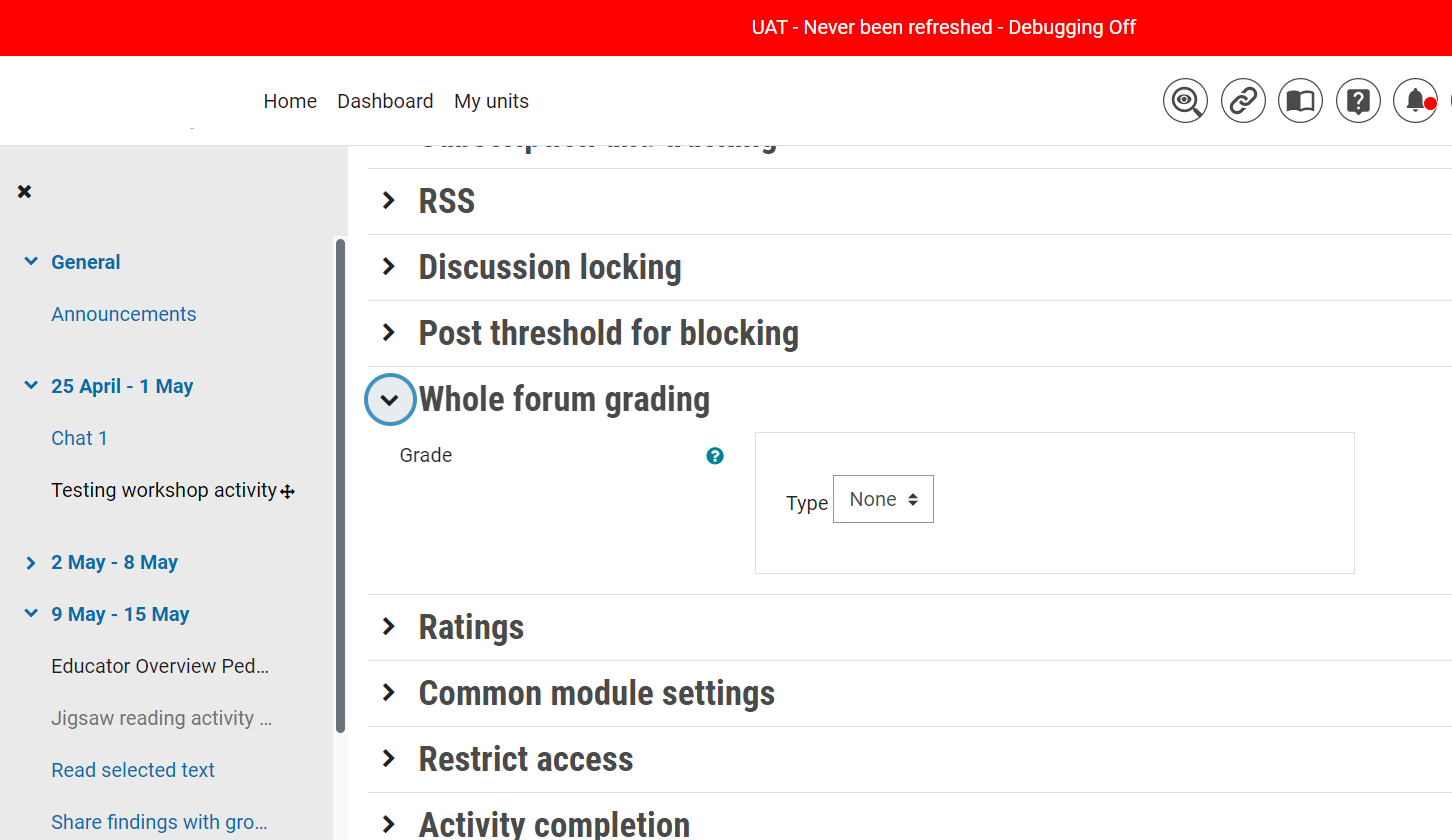 UAT - Never been refreshed - Debugging Off
Home Dashboard My units
General
Announcements
25 April - 1 May
Chat 1
Testing workshop activity
2 May - 8 May
9 May - 15 May
Educator Overview Ped...
Jigsaw reading activity ...
Read selected text
Share findings with gro...
Subscription and tracking
RSS
Discussion locking
Post threshold for blocking
Whole forum grading
Grade
Type None
Ratings
Common module settings
Restrict access
Activity completion